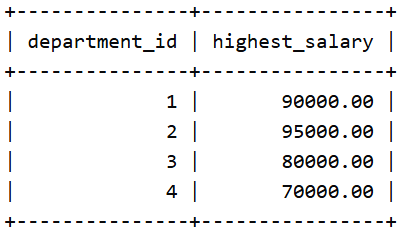 +---------------+----------------+
| department_id | highest_salary |
+---------------+----------------+
|             1 |       90000.00 |
|             2 |       95000.00 |
|             3 |       80000.00 |
|             4 |       70000.00 |
+---------------+----------------+